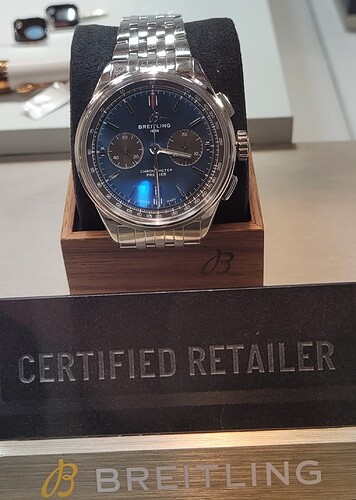 BREITLING
1884
CHRONOMETER
PREMIER
B
CERTIFIED RETAILER
B BREITLING